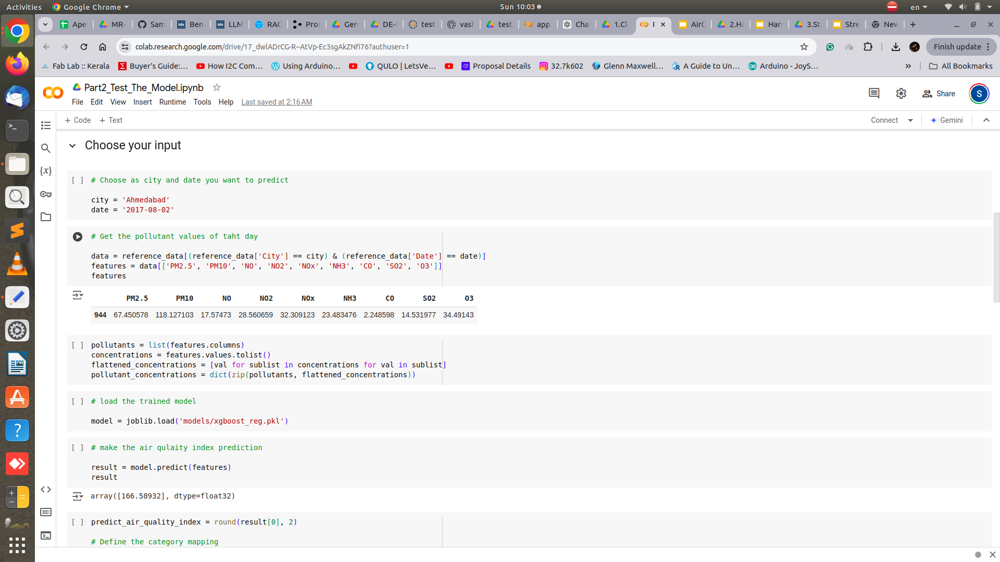 Activities Google Chrome Sun 10:03 en
Ape MR- Sam Ben LLM RAG Pron Gen DE- test vash test app Cha 1.Cl AirQ 2.Ha Harr 3.St Stre New
colab.research.google.com/drive/17_dwlADrCG-R--AtVp-Ec3sgAkZNfi76?authuser=1 Finish update
Fab Lab :: Kerala Buyer's Guide:... How I2C Com... Using Arduino... QULO | LetsVe... Proposal Details 32.7k602 Glenn Maxwell... A Guide to Un... Arduino - JoyS... » All Bookmarks
Part2_Test_The_Model.ipynb
File Edit View Insert Runtime Tools Help Last saved at 2:16 AM
Share S
+ Code + Text Connect Gemini
Choose your input
[ ] # Choose as city and date you want to predict
city = 'Ahmedabad'
date = '2017-08-02'
# Get the pollutant values of taht day
data = reference_data[(reference_data['City'] == city) & (reference_data['Date'] == date)]
features = data[['PM2.5', 'PM10', 'NO', 'NO2', 'NOx', 'NH3', 'CO', 'SO2', 'O3']]
features
PM2.5 PM10 NO NO2 NOx NH3 CO SO2 O3
944 67.450578 118.127103 17.57473 28.560659 32.309123 23.483476 2.248598 14.531977 34.49143
[ ] pollutants = list(features.columns)
concentrations = features.values.tolist()
flattened_concentrations = [val for sublist in concentrations for val in sublist]
pollutant_concentrations = dict(zip(pollutants, flattened_concentrations))
[ ] # load the trained model
model = joblib.load('models/xgboost_reg.pkl')
[ ] # make the air qulaity index prediction
result = model.predict(features)
result
array([166.58932], dtype=float32)
[ ] predict_air_quality_index = round(result[0], 2)
# Define the category mapping